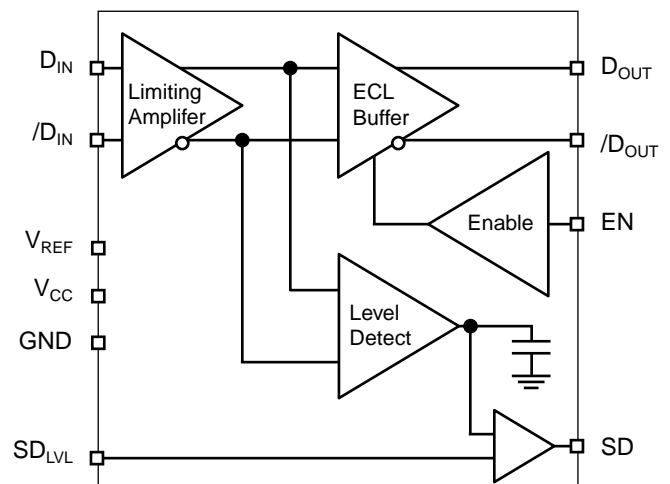 D_IN
Limiting
Amplifer
ECL
Buffer
D_OUT
/D_IN
/D_OUT
Enable
EN
V_REF
V_CC
GND
Level
Detect
SD_LVL
SD